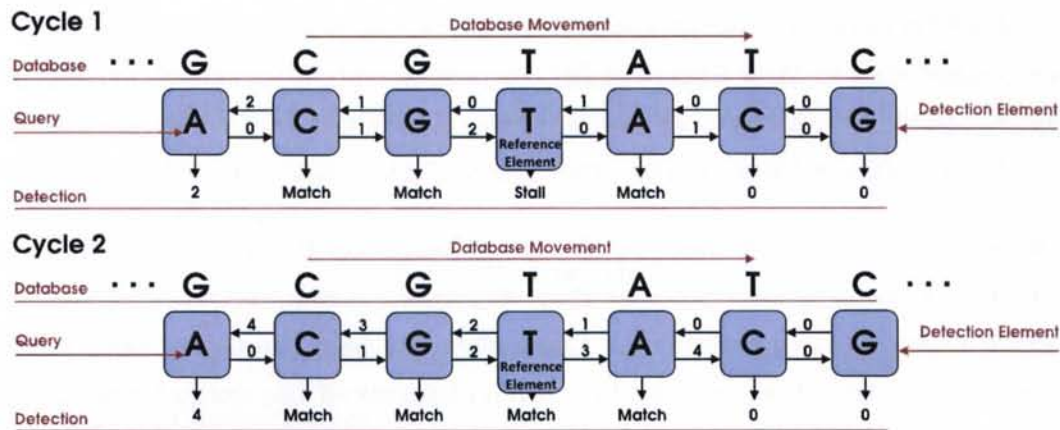 Cycle 1
Database Movement
Database ... G C G T A T C ...
2 1 0 1 0 0
Query A C G T A C G Detection Element
0 1 2 0 1 0
Reference
Element
Detection 2 Match Match Stall Match 0 0
Cycle 2
Database Movement
Database ... G C G T A T C ...
4 3 2 1 0 0
Query A C G T A C G Detection Element
0 1 2 3 4 0
Reference
Element
Detection 4 Match Match Match Match 0 0